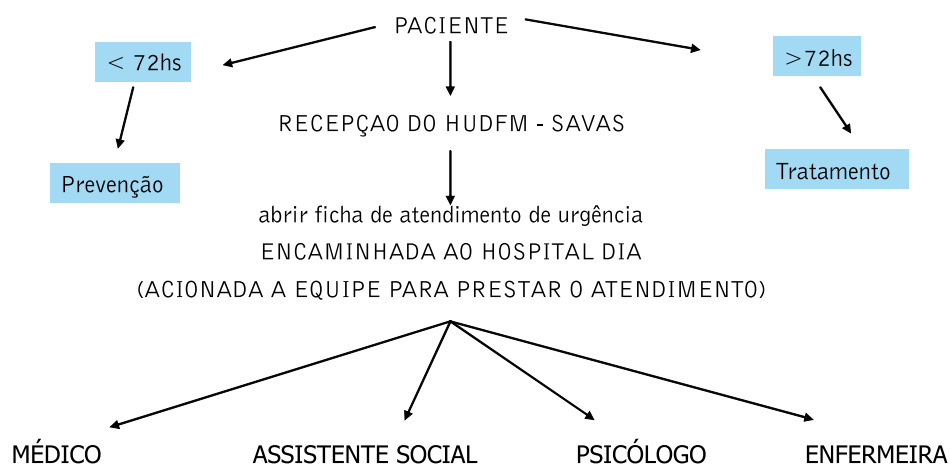 PACIENTE
< 72hs
>72hs
RECEPÇAO DO HUDFM - SAVAS
Prevenção
Tratamento
abrir ficha de atendimento de urgência
ENCAMINHADA AO HOSPITAL DIA
(ACIONADA A EQUIPE PARA PRESTAR O ATENDIMENTO)
MÉDICO
ASSISTENTE SOCIAL
PSICÓLOGO
ENFERMEIRA